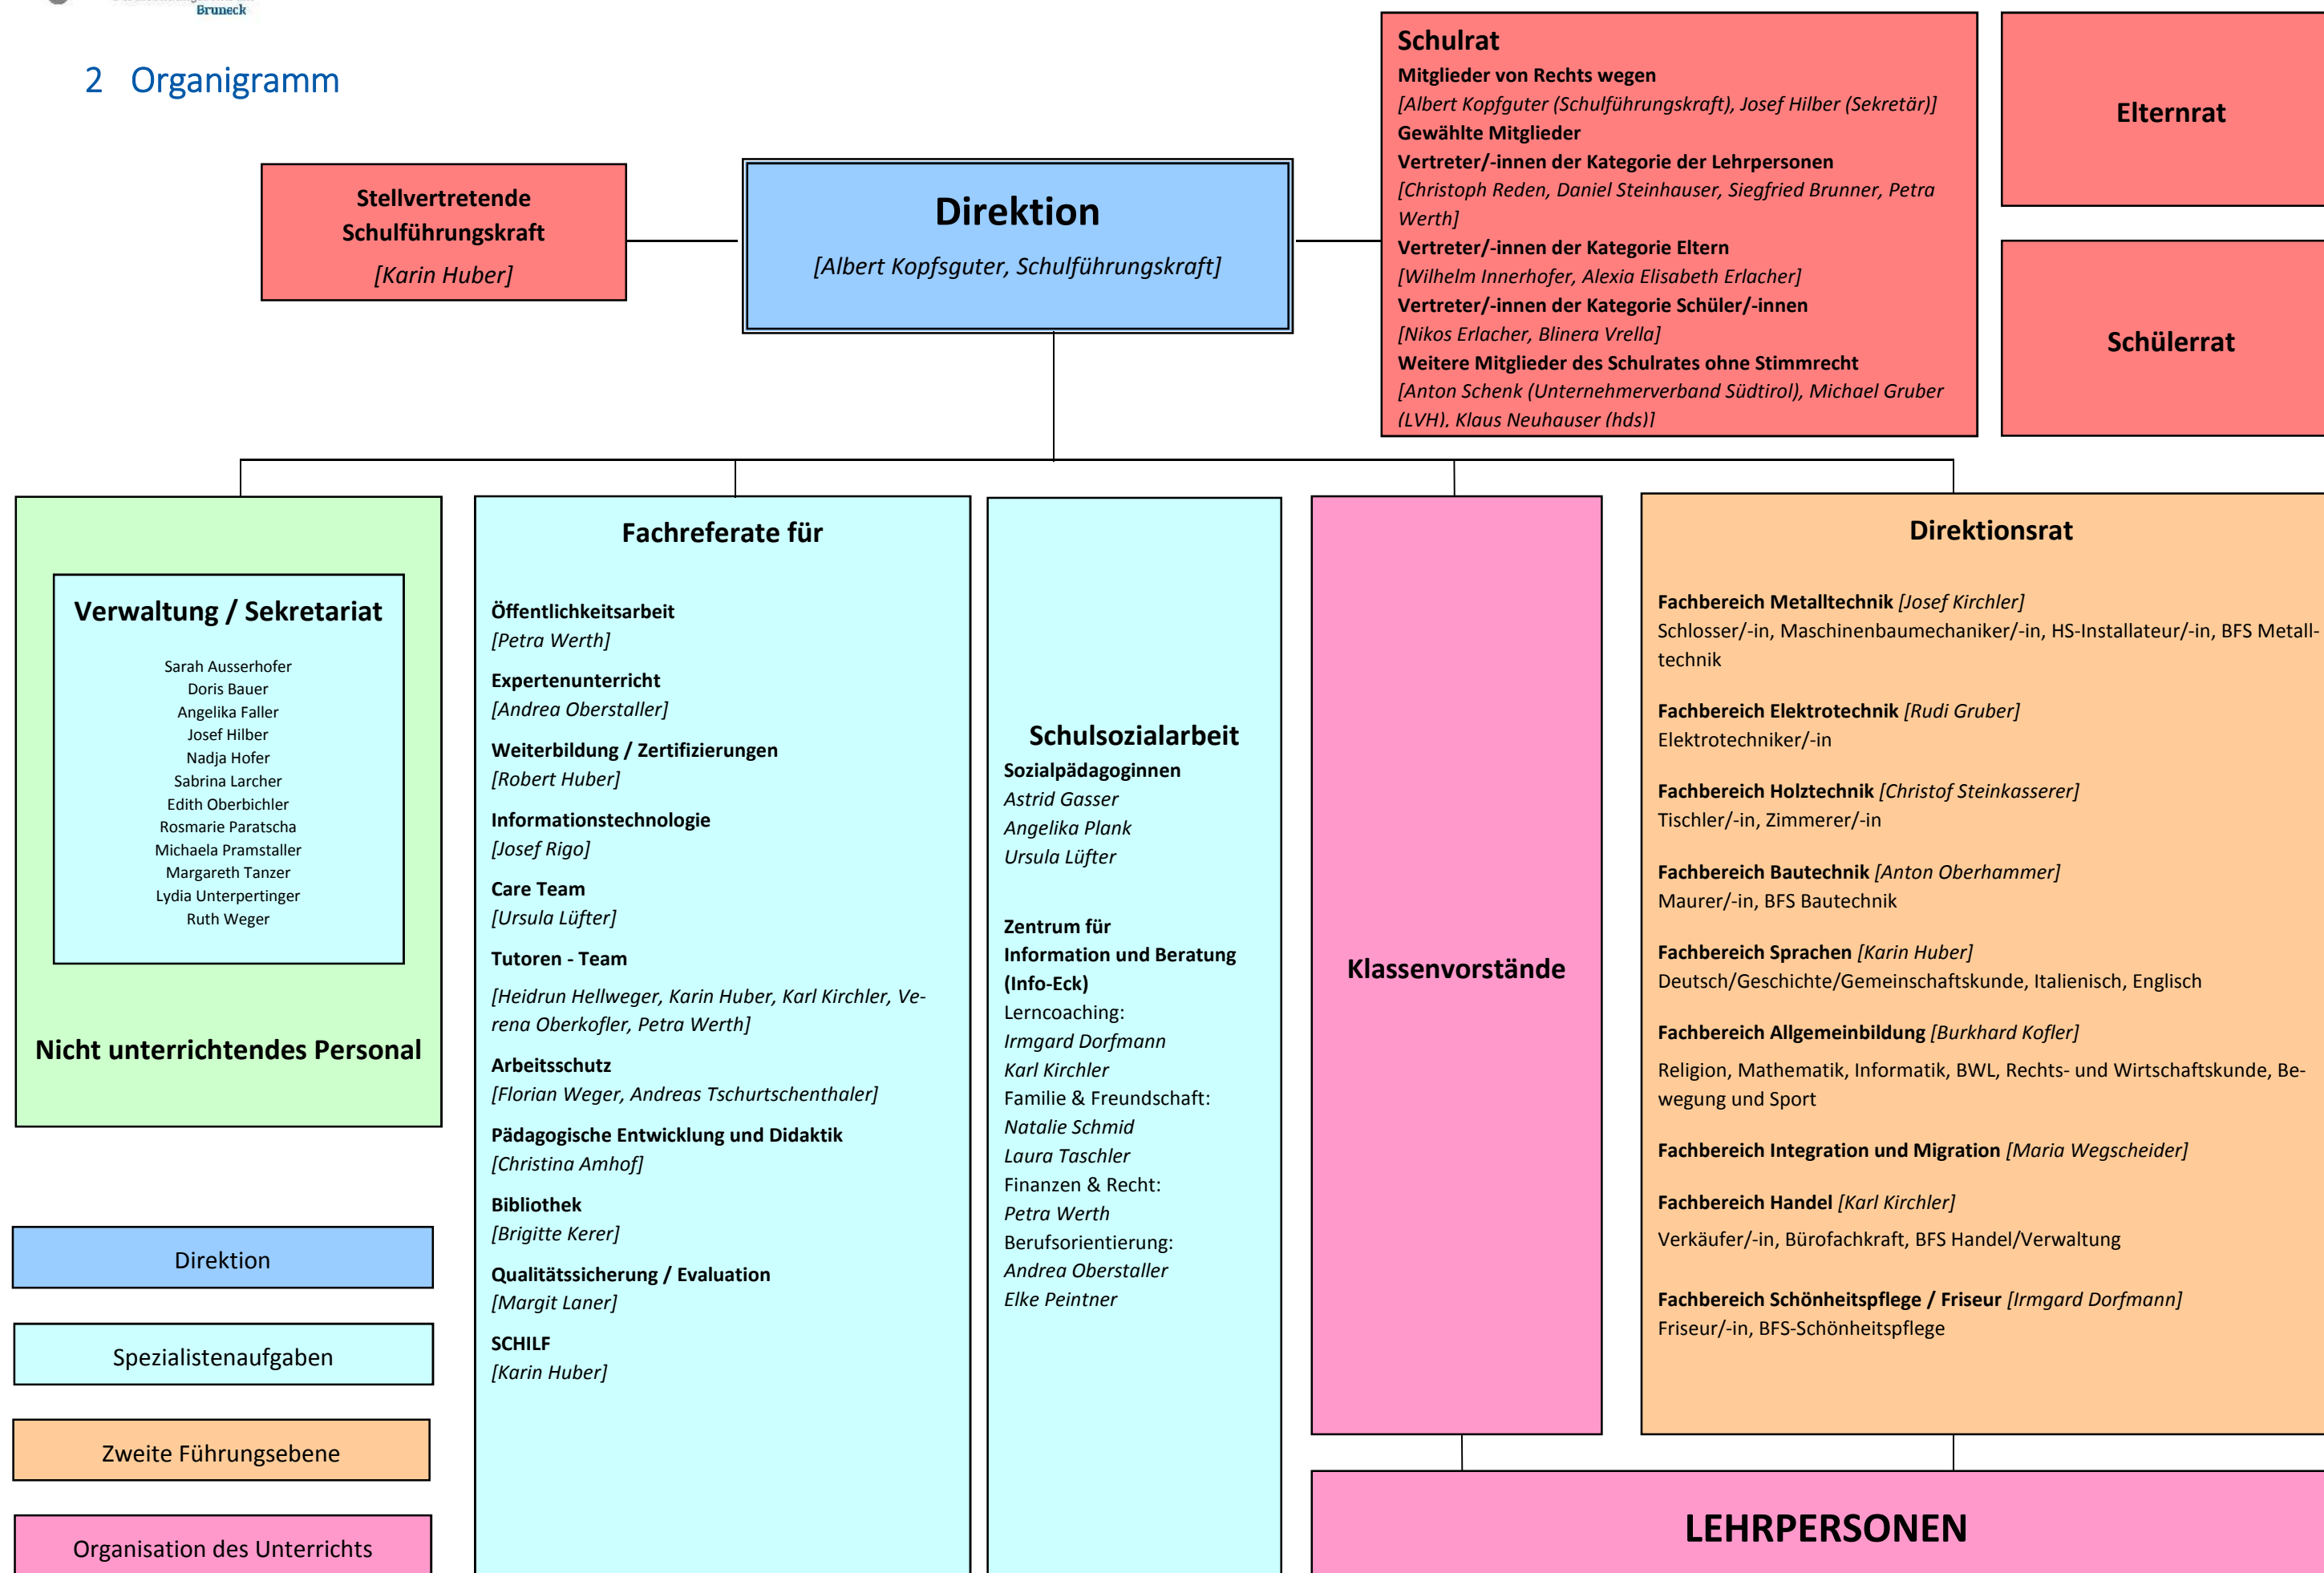 Bruneck
2 Organigramm
Stellvertretende
Schulführungskraft
[Karin Huber]
Direktion
[Albert Kopfsguter, Schulführungskraft]
Schulrat
Mitglieder von Rechts wegen
[Albert Kopfguter (Schulführungskraft), Josef Hilber (Sekretär)]
Gewählte Mitglieder
Vertreter/-innen der Kategorie der Lehrpersonen
[Christoph Reden, Daniel Steinhauser, Siegfried Brunner, Petra
Werth]
Vertreter/-innen der Kategorie Eltern
[Wilhelm Innerhofer, Alexia Elisabeth Erlacher]
Vertreter/-innen der Kategorie Schüler/-innen
[Nikos Erlacher, Blinera Vrella]
Weitere Mitglieder des Schulrates ohne Stimmrecht
[Anton Schenk (Unternehmerverband Südtirol), Michael Gruber
(LVH), Klaus Neuhauser (hds)]
Elternrat
Schülerrat
Verwaltung / Sekretariat
Sarah Ausserhofer
Doris Bauer
Angelika Faller
Josef Hilber
Nadja Hofer
Sabrina Larcher
Edith Oberbichler
Rosmarie Paratscha
Michaela Pramstaller
Margareth Tanzer
Lydia Unterpertinger
Ruth Weger
Nicht unterrichtendes Personal
Fachreferate für
Öffentlichkeitsarbeit
[Petra Werth]
Expertenunterricht
[Andrea Oberstaller]
Weiterbildung / Zertifizierungen
[Robert Huber]
Informationstechnologie
[Josef Rigo]
Care Team
[Ursula Lüfter]
Tutoren - Team
[Heidrun Hellweger, Karin Huber, Karl Kirchler, Ve-
rena Oberkofler, Petra Werth]
Arbeitsschutz
[Florian Weger, Andreas Tschurtschenthaler]
Pädagogische Entwicklung und Didaktik
[Christina Amhof]
Bibliothek
[Brigitte Kerer]
Qualitätssicherung / Evaluation
[Margit Laner]
SCHILF
[Karin Huber]
Schulsozialarbeit
Sozialpädagoginnen
Astrid Gasser
Angelika Plank
Ursula Lüfter
Zentrum für
Information und Beratung
(Info-Eck)
Lerncoaching:
Irmgard Dorfmann
Karl Kirchler
Familie & Freundschaft:
Natalie Schmid
Laura Taschler
Finanzen & Recht:
Petra Werth
Berufsorientierung:
Andrea Oberstaller
Elke Peintner
Klassenvorstände
Direktionsrat
Fachbereich Metalltechnik [Josef Kirchler]
Schlosser/-in, Maschinenbaumechaniker/-in, HS-Installateur/-in, BFS Metall-
technik
Fachbereich Elektrotechnik [Rudi Gruber]
Elektrotechniker/-in
Fachbereich Holztechnik [Christof Steinkasserer]
Tischler/-in, Zimmerer/-in
Fachbereich Bautechnik [Anton Oberhammer]
Maurer/-in, BFS Bautechnik
Fachbereich Sprachen [Karin Huber]
Deutsch/Geschichte/Gemeinschaftskunde, Italienisch, Englisch
Fachbereich Allgemeinbildung [Burkhard Kofler]
Religion, Mathematik, Informatik, BWL, Rechts- und Wirtschaftskunde, Be-
wegung und Sport
Fachbereich Integration und Migration [Maria Wegscheider]
Fachbereich Handel [Karl Kirchler]
Verkäufer/-in, Bürofachkraft, BFS Handel/Verwaltung
Fachbereich Schönheitspflege / Friseur [Irmgard Dorfmann]
Friseur/-in, BFS-Schönheitspflege
LEHRPERSONEN
Direktion
Spezialistenaufgaben
Zweite Führungsebene
Organisation des Unterrichts